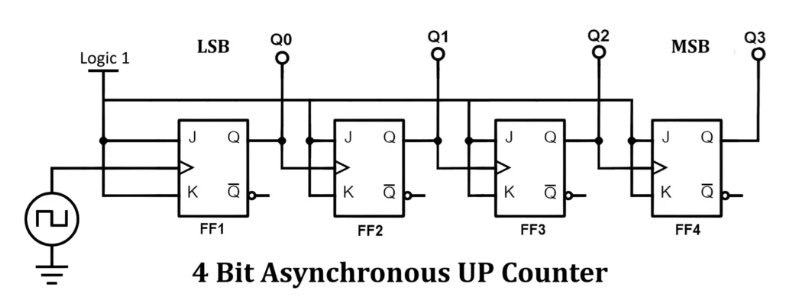 Logic 1
LSB
Q0
Q1
Q2
MSB
Q3
J Q
K Q̅
FF1
J Q
K Q̅
FF2
J Q
K Q̅
FF3
J Q
K Q̅
FF4
4 Bit Asynchronous UP Counter